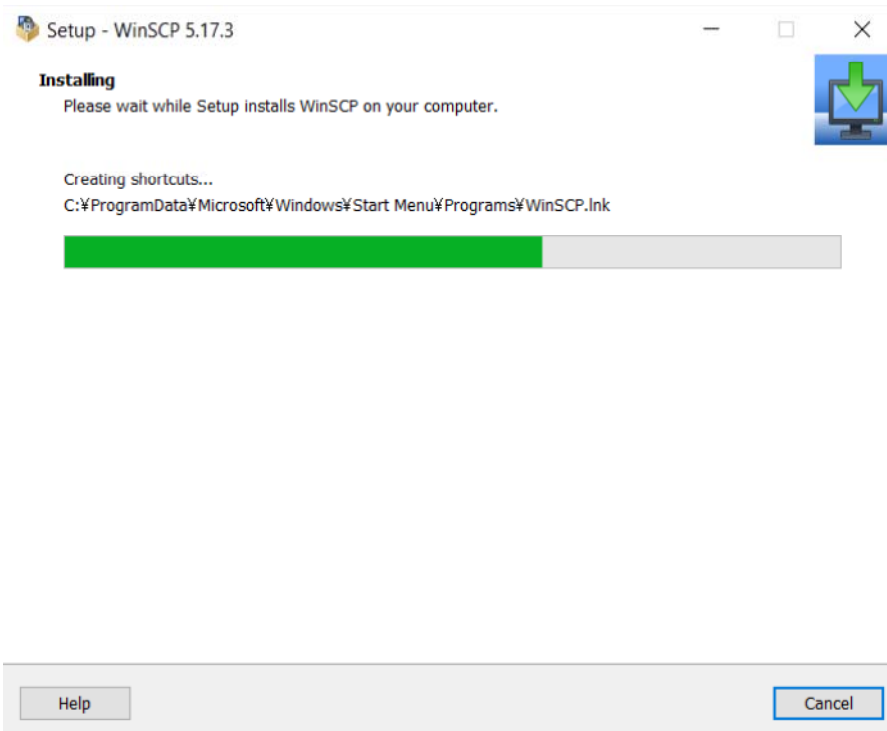 Setup - WinSCP 5.17.3
Installing
Please wait while Setup installs WinSCP on your computer.
Creating shortcuts...
C:¥ProgramData¥Microsoft¥Windows¥Start Menu¥Programs¥WinSCP.lnk
Help
Cancel